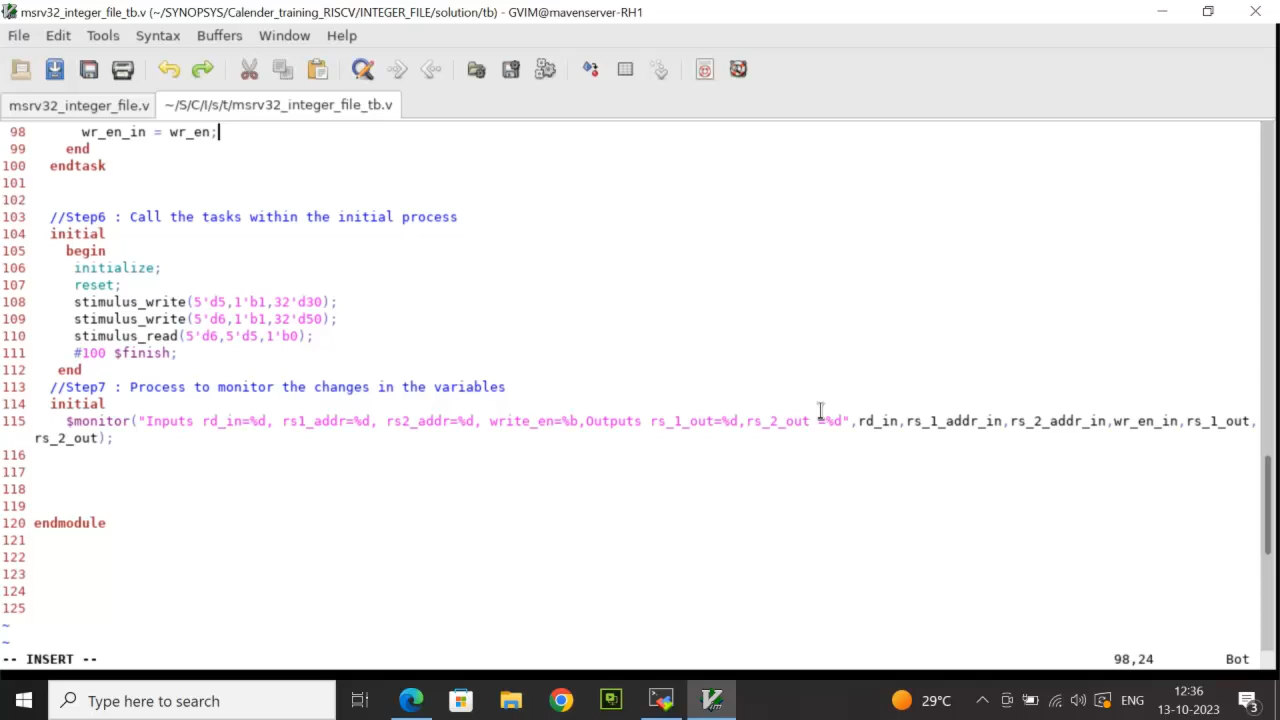 msrv32_integer_file_tb.v (~/SYNOPSYS/Calender_training_RISCV/INTEGER_FILE/solution/tb) - GVIM@mavenserver-RH1
File Edit Tools Syntax Buffers Window Help
msrv32_integer_file.v ~/S/C/I/s/t/msrv32_integer_file_tb.v
98 wr_en_in = wr_en;
99 end
100 endtask
101
102
103 //Step6 : Call the tasks within the initial process
104 initial
105 begin
106 initialize;
107 reset;
108 stimulus_write(5'd5,1'b1,32'd30);
109 stimulus_write(5'd6,1'b1,32'd50);
110 stimulus_read(5'd6,5'd5,1'b0);
111 #100 $finish;
112 end
113 //Step7 : Process to monitor the changes in the variables
114 initial
115 $monitor("Inputs rd_in=%d, rs1_addr=%d, rs2_addr=%d, write_en=%b,Outputs rs_1_out=%d,rs_2_out =%d",rd_in,rs_1_addr_in,rs_2_addr_in,wr_en_in,rs_1_out,
rs_2_out);
116
117
118
119
120 endmodule
121
122
123
124
125
~
~
-- INSERT -- 98,24 Bot
Type here to search 29°C ENG 12:36
13-10-2023 3